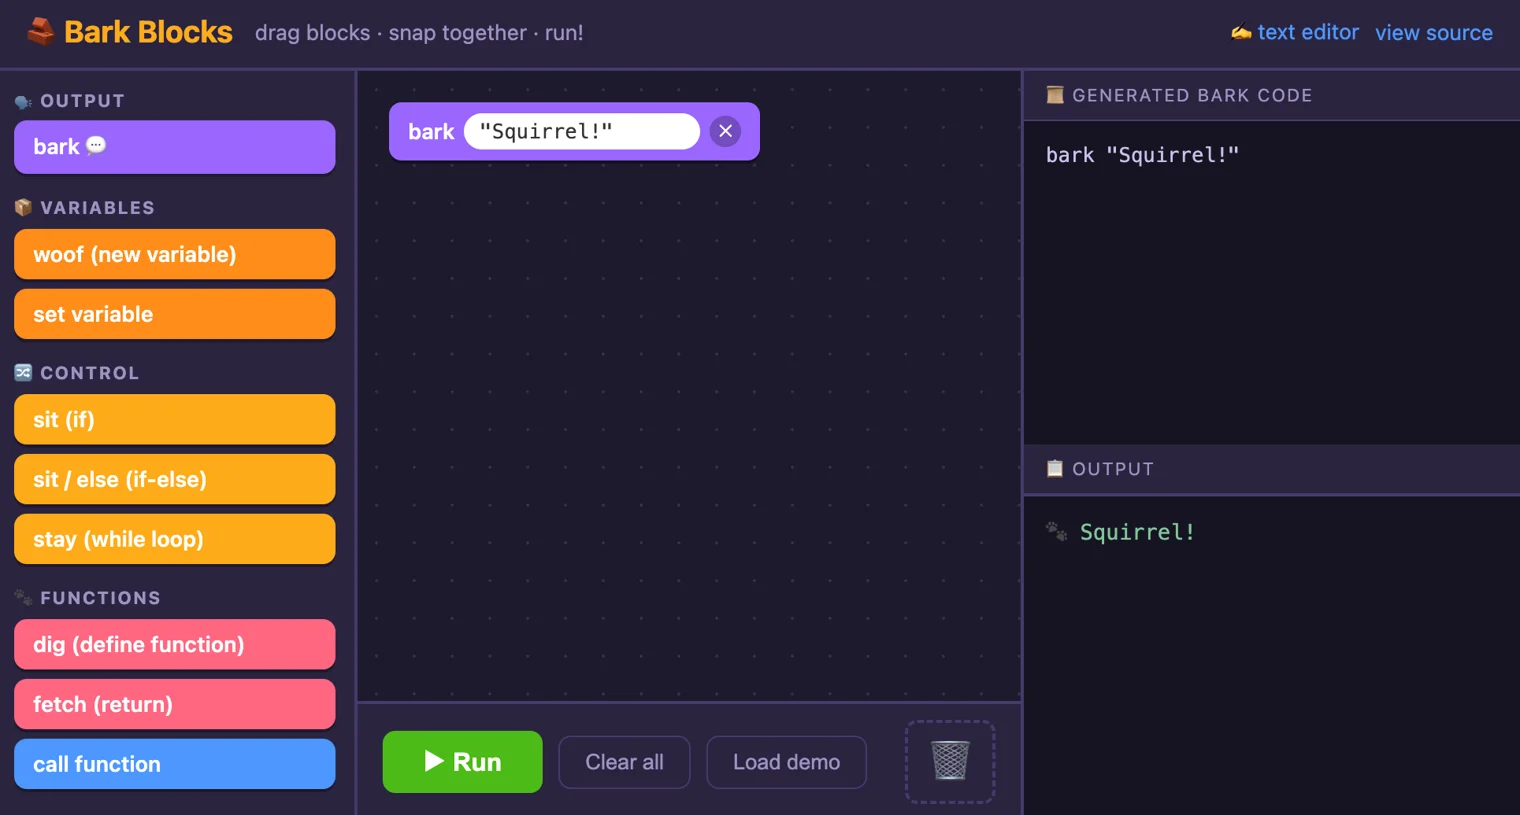 Bark Blocks
drag blocks · snap together · run!
text editor
view source
OUTPUT
bark
VARIABLES
woof (new variable)
set variable
CONTROL
sit (if)
sit / else (if-else)
stay (while loop)
FUNCTIONS
dig (define function)
fetch (return)
call function
bark "Squirrel!"
Run
Clear all
Load demo
GENERATED BARK CODE
bark "Squirrel!"
OUTPUT
Squirrel!